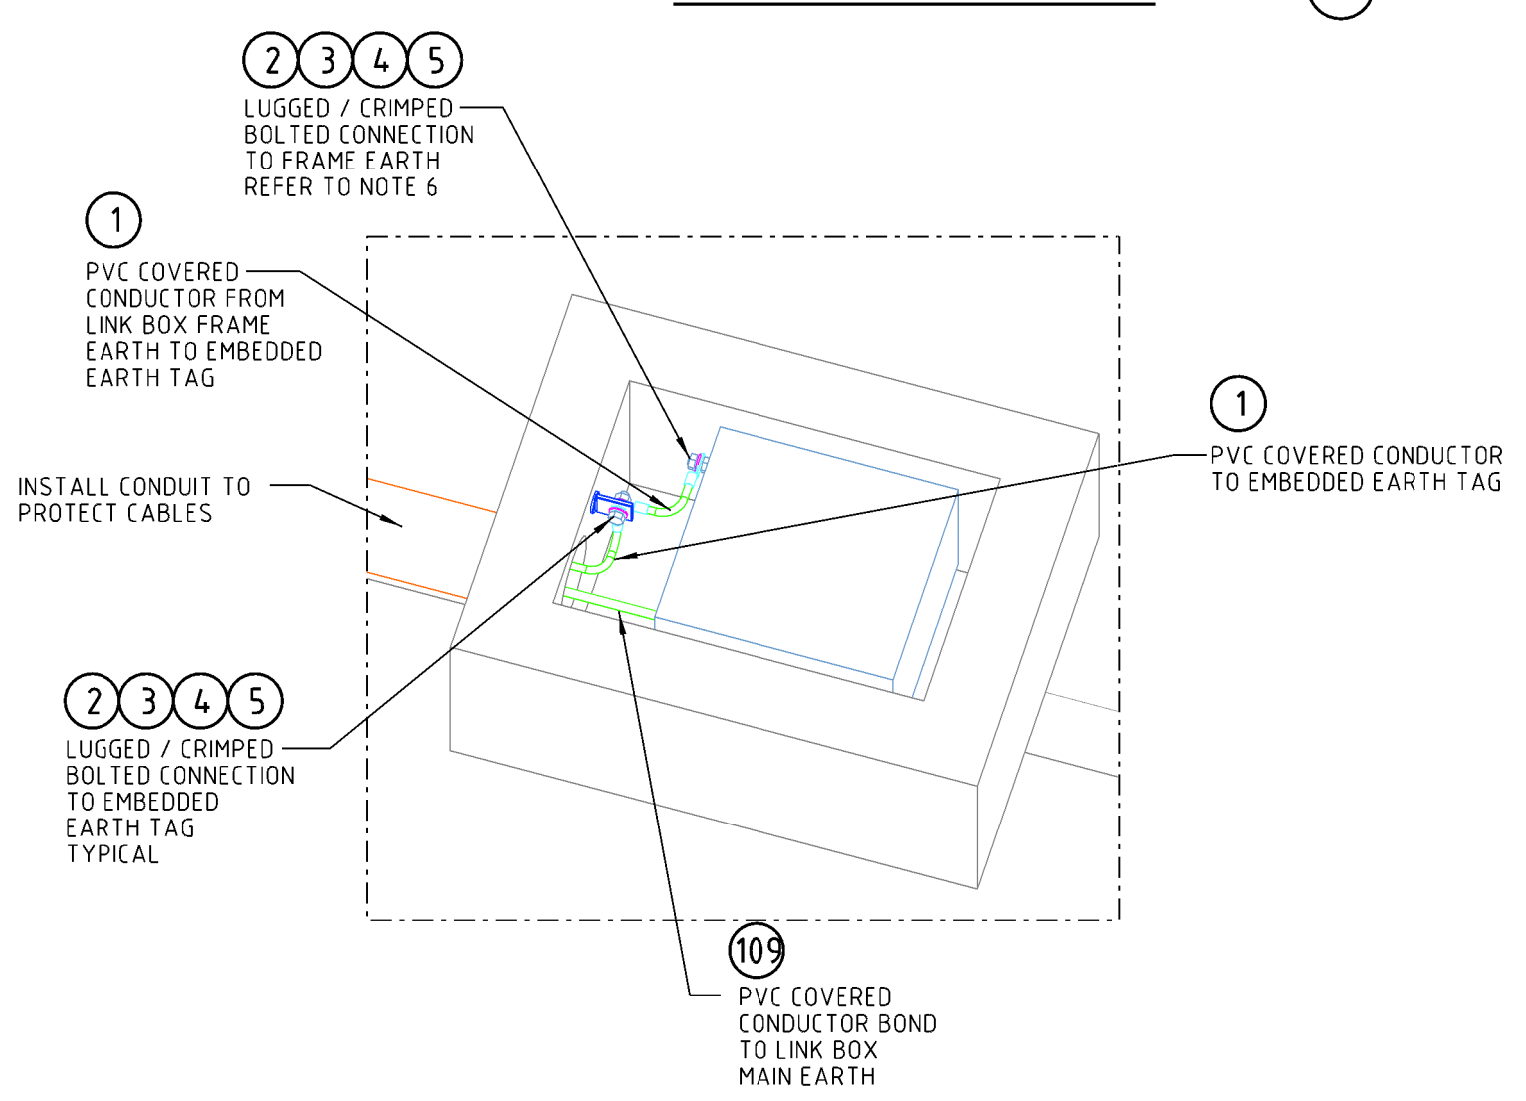 2 3 4 5
LUGGED / CRIMPED
BOLTED CONNECTION
TO FRAME EARTH
REFER TO NOTE 6
1
PVC COVERED
CONDUCTOR FROM
LINK BOX FRAME
EARTH TO EMBEDDED
EARTH TAG
1
PVC COVERED CONDUCTOR
TO EMBEDDED EARTH TAG
INSTALL CONDUIT TO
PROTECT CABLES
2 3 4 5
LUGGED / CRIMPED
BOLTED CONNECTION
TO EMBEDDED
EARTH TAG
TYPICAL
109
PVC COVERED
CONDUCTOR BOND
TO LINK BOX
MAIN EARTH